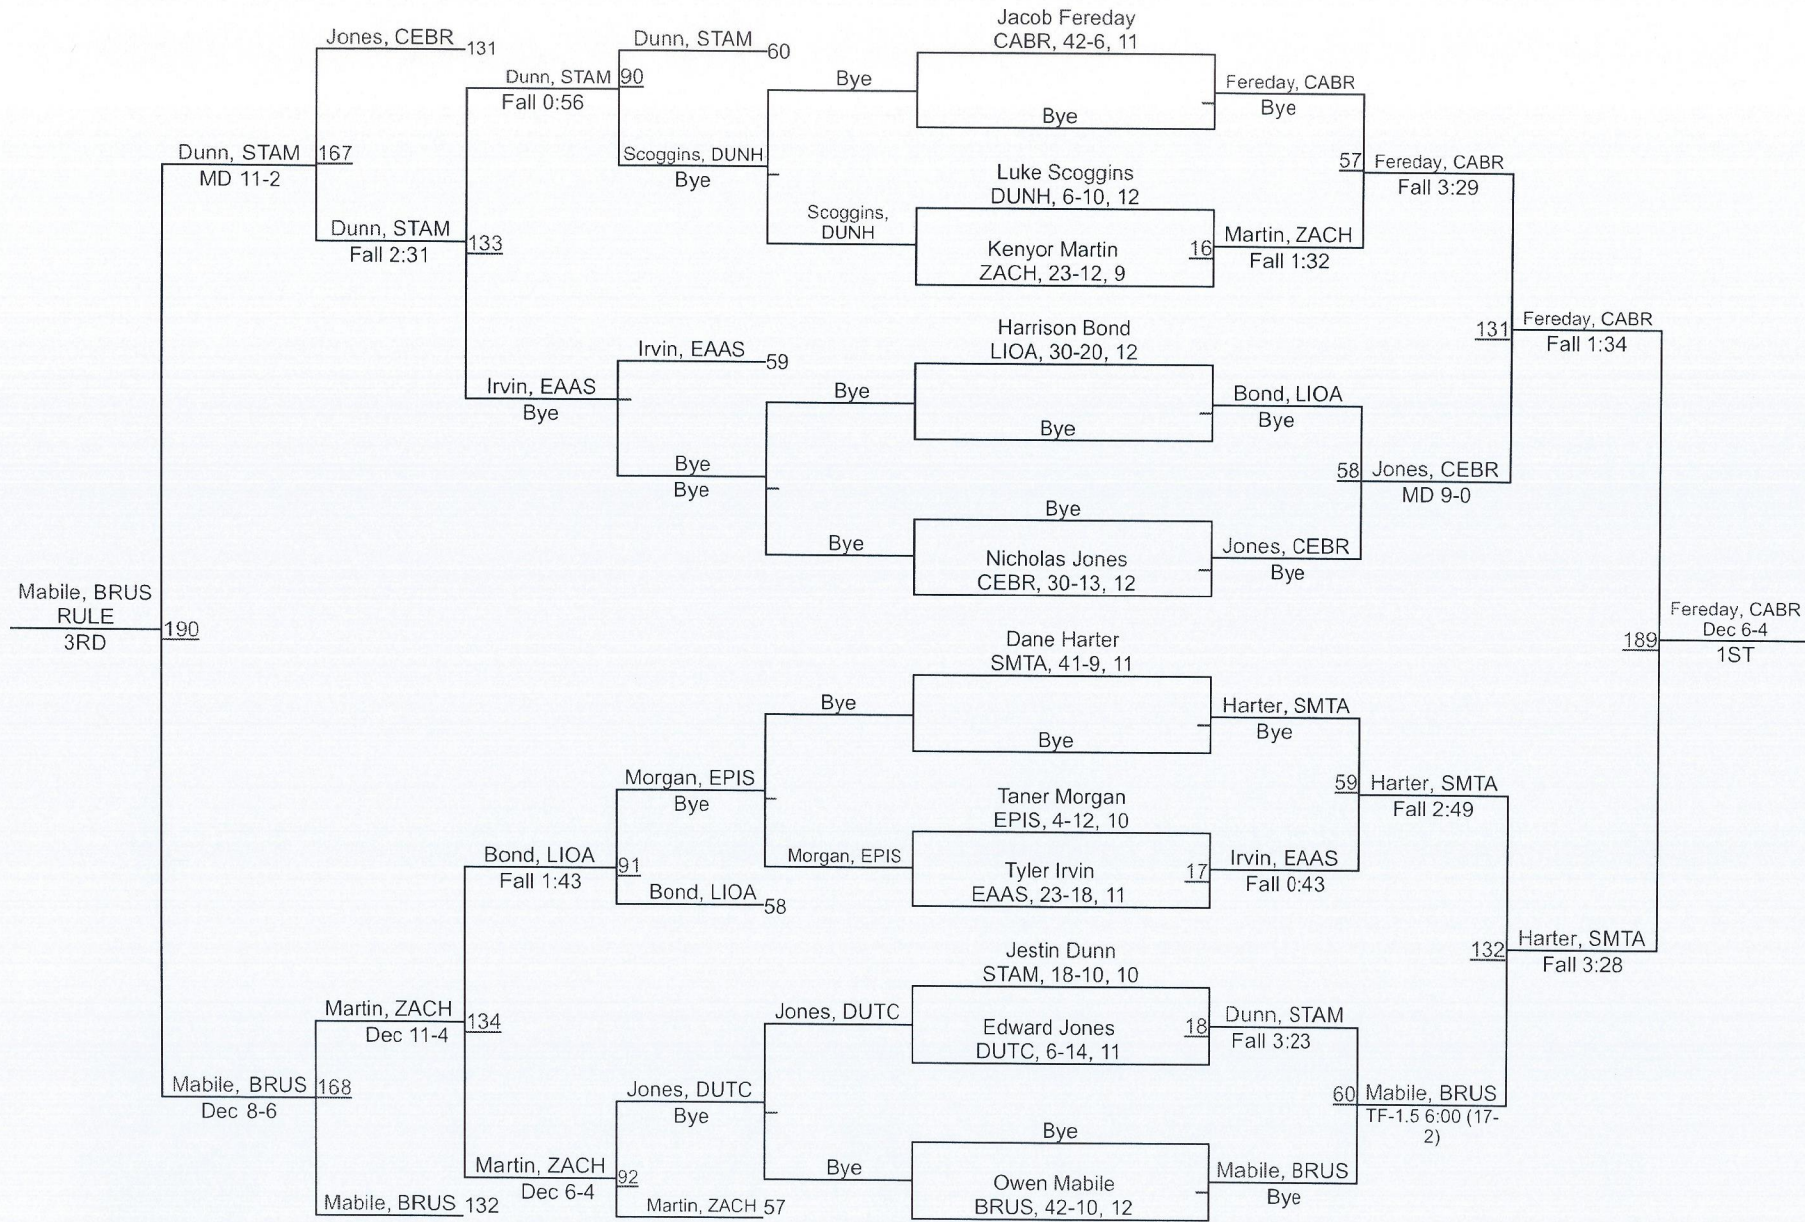 Jacob Fereday
CABR, 42-6, 11
Jones, CEBR 131
Dunn, STAM 60
Dunn, STAM 90
Fall 0:56
Bye
Bye
Fereday, CABR
Bye
Dunn, STAM 167
MD 11-2
Scoggins, DUNH
Bye
57 Fereday, CABR
Fall 3:29
Luke Scoggins
DUNH, 6-10, 12
Scoggins,
DUNH
Dunn, STAM 133
Fall 2:31
Kenyor Martin 16
ZACH, 23-12, 9
Martin, ZACH
Fall 1:32
Harrison Bond
LIOA, 30-20, 12
131 Fereday, CABR
Fall 1:34
Irvin, EAAS 59
Irvin, EAAS
Bye
Bye
Bye
Bond, LIOA
Bye
Bye
Bye
58 Jones, CEBR
MD 9-0
Bye
Bye
Nicholas Jones
CEBR, 30-13, 12
Jones, CEBR
Bye
Mabile, BRUS
RULE 190
3RD
Fereday, CABR
189 Dec 6-4
1ST
Dane Harter
SMTA, 41-9, 11
Bye
Bye
Harter, SMTA
Bye
Morgan, EPIS
Bye
59 Harter, SMTA
Fall 2:49
Taner Morgan
EPIS, 4-12, 10
Bond, LIOA 91
Fall 1:43
Morgan, EPIS
Tyler Irvin 17
EAAS, 23-18, 11
Irvin, EAAS
Fall 0:43
Bond, LIOA 58
132 Harter, SMTA
Fall 3:28
Jestin Dunn
STAM, 18-10, 10
Martin, ZACH 134
Dec 11-4
Jones, DUTC
Edward Jones 18
DUTC, 6-14, 11
Dunn, STAM
Fall 3:23
Mabile, BRUS 168
Dec 8-6
Jones, DUTC
Bye
60 Mabile, BRUS
TF-1.5 6:00 (17-
2)
Bye
Martin, ZACH 92
Dec 6-4
Bye
Owen Mabile
BRUS, 42-10, 12
Mabile, BRUS
Bye
Mabile, BRUS 132
Martin, ZACH 57